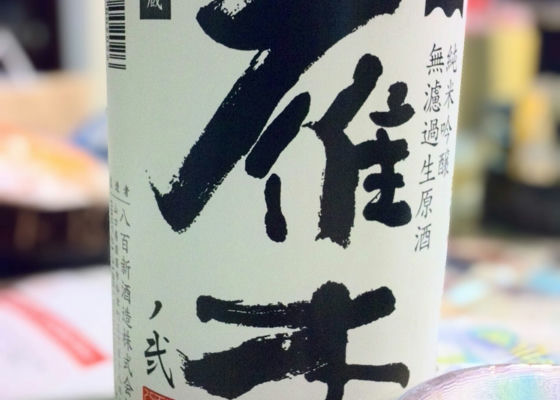 純米吟醸
無濾過生原酒
雁木
ノ弐
八百新酒造株式会
蔵